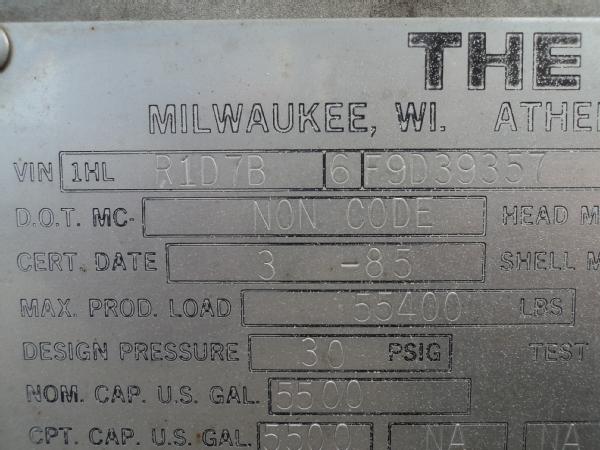 THE
MILWAUKEE, WI. ATHE
VIN 1HL R1D7B 6 F9D39357
D.O.T. MC- NON CODE HEAD M
CERT. DATE 3 -85 SHELL M
MAX. PROD. LOAD 55400 LBS
DESIGN PRESSURE 30 PSIG TEST
NOM. CAP. U.S. GAL. 5500
CPT. CAP. U.S. GAL. 5500 NA NA